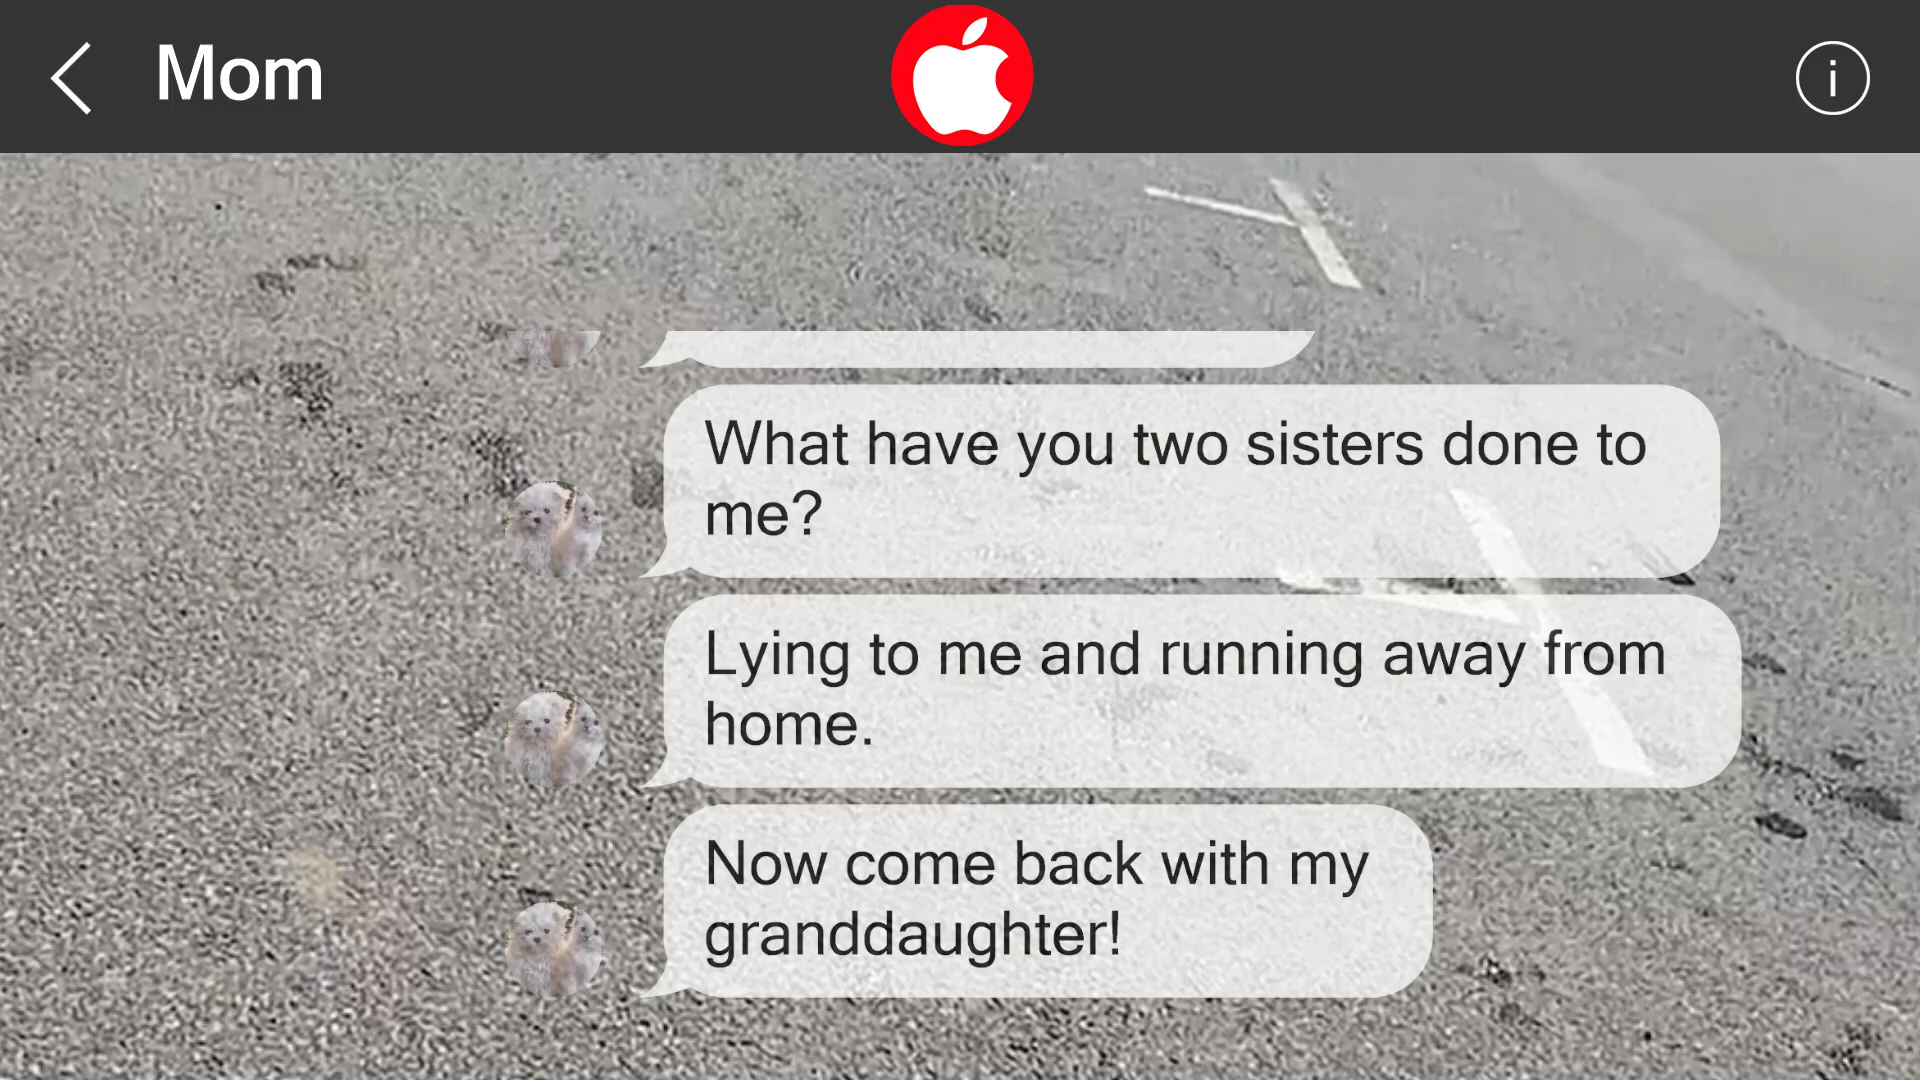 Mom
What have you two sisters done to
me?
Lying to me and running away from
home.
Now come back with my
granddaughter!